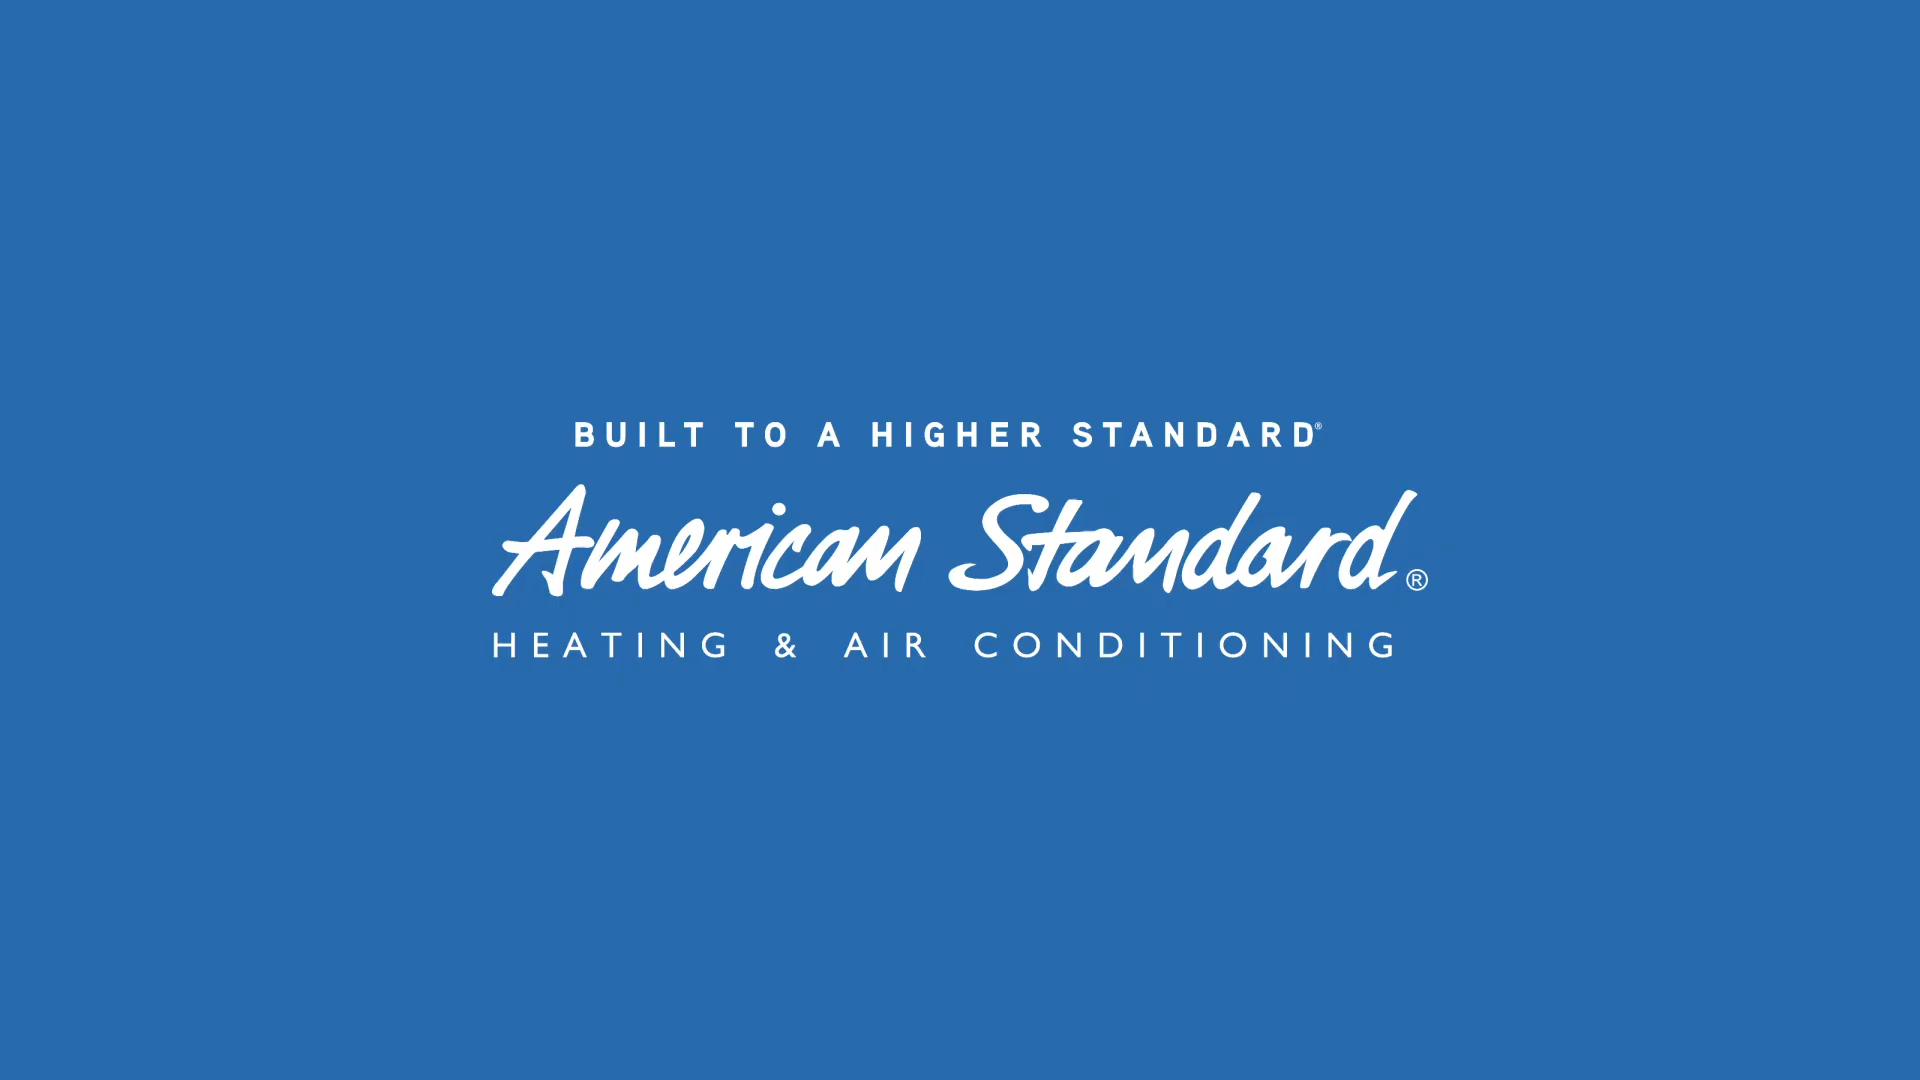 BUILT TO A HIGHER STANDARD®
American Standard®
HEATING & AIR CONDITIONING